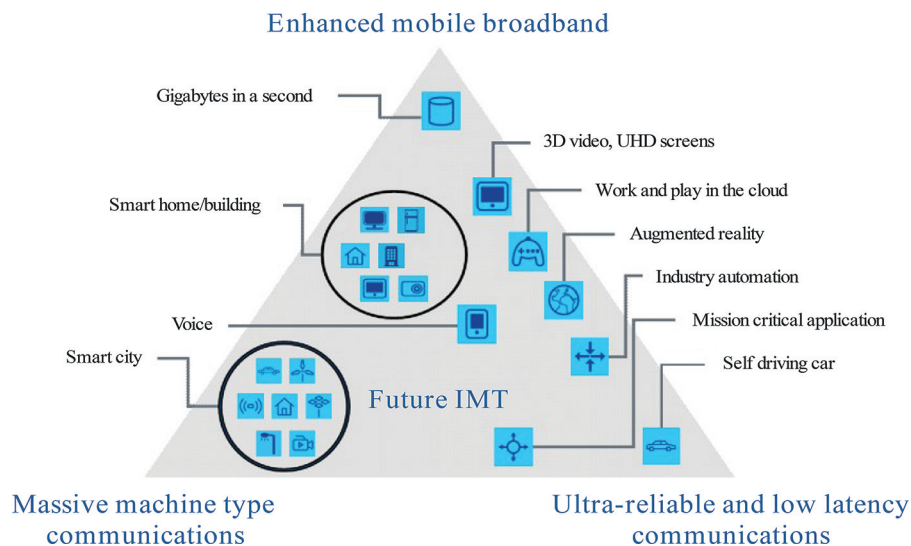 Enhanced mobile broadband
Gigabytes in a second
3D video, UHD screens
Work and play in the cloud
Smart home/building
Augmented reality
Industry automation
Voice
Mission critical application
Smart city
Self driving car
Future IMT
Massive machine type
communications
Ultra-reliable and low latency
communications